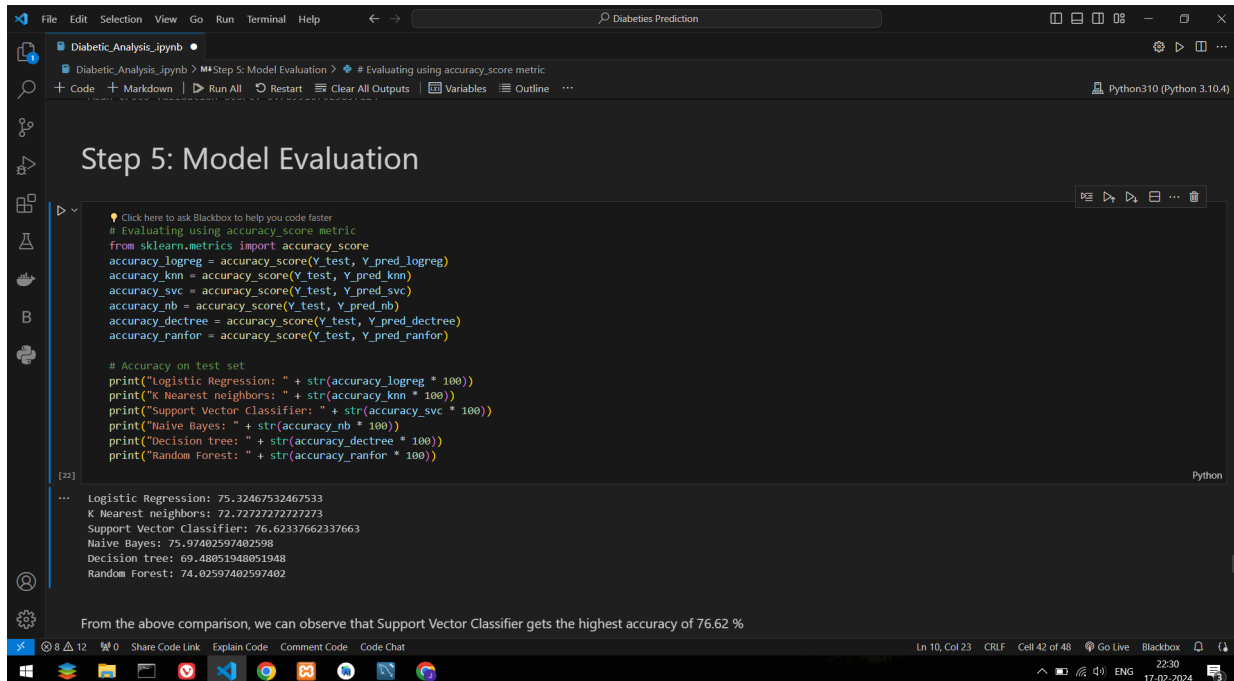 File Edit Selection View Go Run Terminal Help
Diabeties Prediction
Diabetic_Analysis_.ipynb
Diabetic_Analysis_.ipynb > M↓Step 5: Model Evaluation > # Evaluating using accuracy_score metric
+ Code + Markdown | Run All Restart Clear All Outputs | Variables Outline ...
Python310 (Python 3.10.4)
Step 5: Model Evaluation
Click here to ask Blackbox to help you code faster
# Evaluating using accuracy_score metric
from sklearn.metrics import accuracy_score
accuracy_logreg = accuracy_score(Y_test, Y_pred_logreg)
accuracy_knn = accuracy_score(Y_test, Y_pred_knn)
accuracy_svc = accuracy_score(Y_test, Y_pred_svc)
accuracy_nb = accuracy_score(Y_test, Y_pred_nb)
accuracy_dectree = accuracy_score(Y_test, Y_pred_dectree)
accuracy_ranfor = accuracy_score(Y_test, Y_pred_ranfor)
# Accuracy on test set
print("Logistic Regression: " + str(accuracy_logreg * 100))
print("K Nearest neighbors: " + str(accuracy_knn * 100))
print("Support Vector Classifier: " + str(accuracy_svc * 100))
print("Naive Bayes: " + str(accuracy_nb * 100))
print("Decision tree: " + str(accuracy_dectree * 100))
print("Random Forest: " + str(accuracy_ranfor * 100))
[22]
Python
Logistic Regression: 75.32467532467533
K Nearest neighbors: 72.72727272727273
Support Vector Classifier: 76.62337662337663
Naive Bayes: 75.97402597402598
Decision tree: 69.48051948051948
Random Forest: 74.02597402597402
From the above comparison, we can observe that Support Vector Classifier gets the highest accuracy of 76.62 %
8 12 0 Share Code Link Explain Code Comment Code Code Chat
Ln 10, Col 23 CRLF Cell 42 of 48 Go Live Blackbox
ENG
22:30
17-02-2024